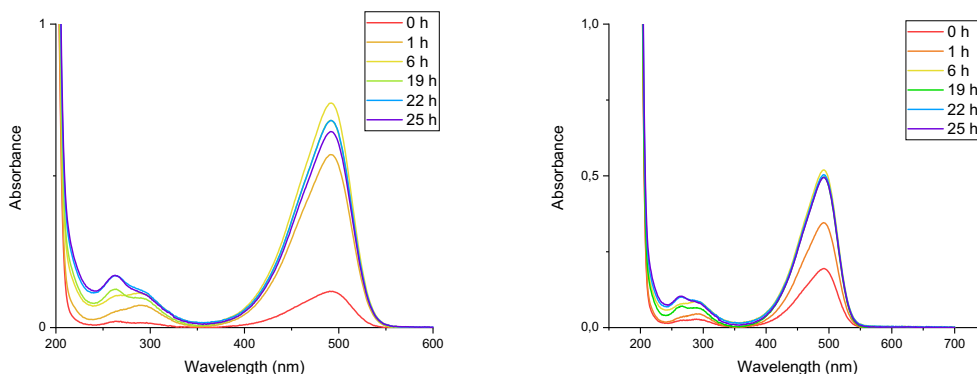 1
0 h
1 h
6 h
19 h
22 h
25 h
Absorbance
0
200
300
400
500
600
Wavelength (nm)
1,0
0 h
1 h
6 h
19 h
22 h
25 h
0,5
Absorbance
0,0
200
300
400
500
600
700
Wavelength (nm)